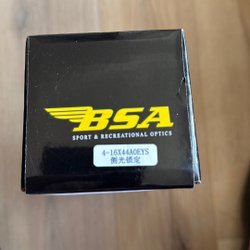 BSA
SPORT & RECREATIONAL OPTICS
4-16X44AOEYS
侧光锁定